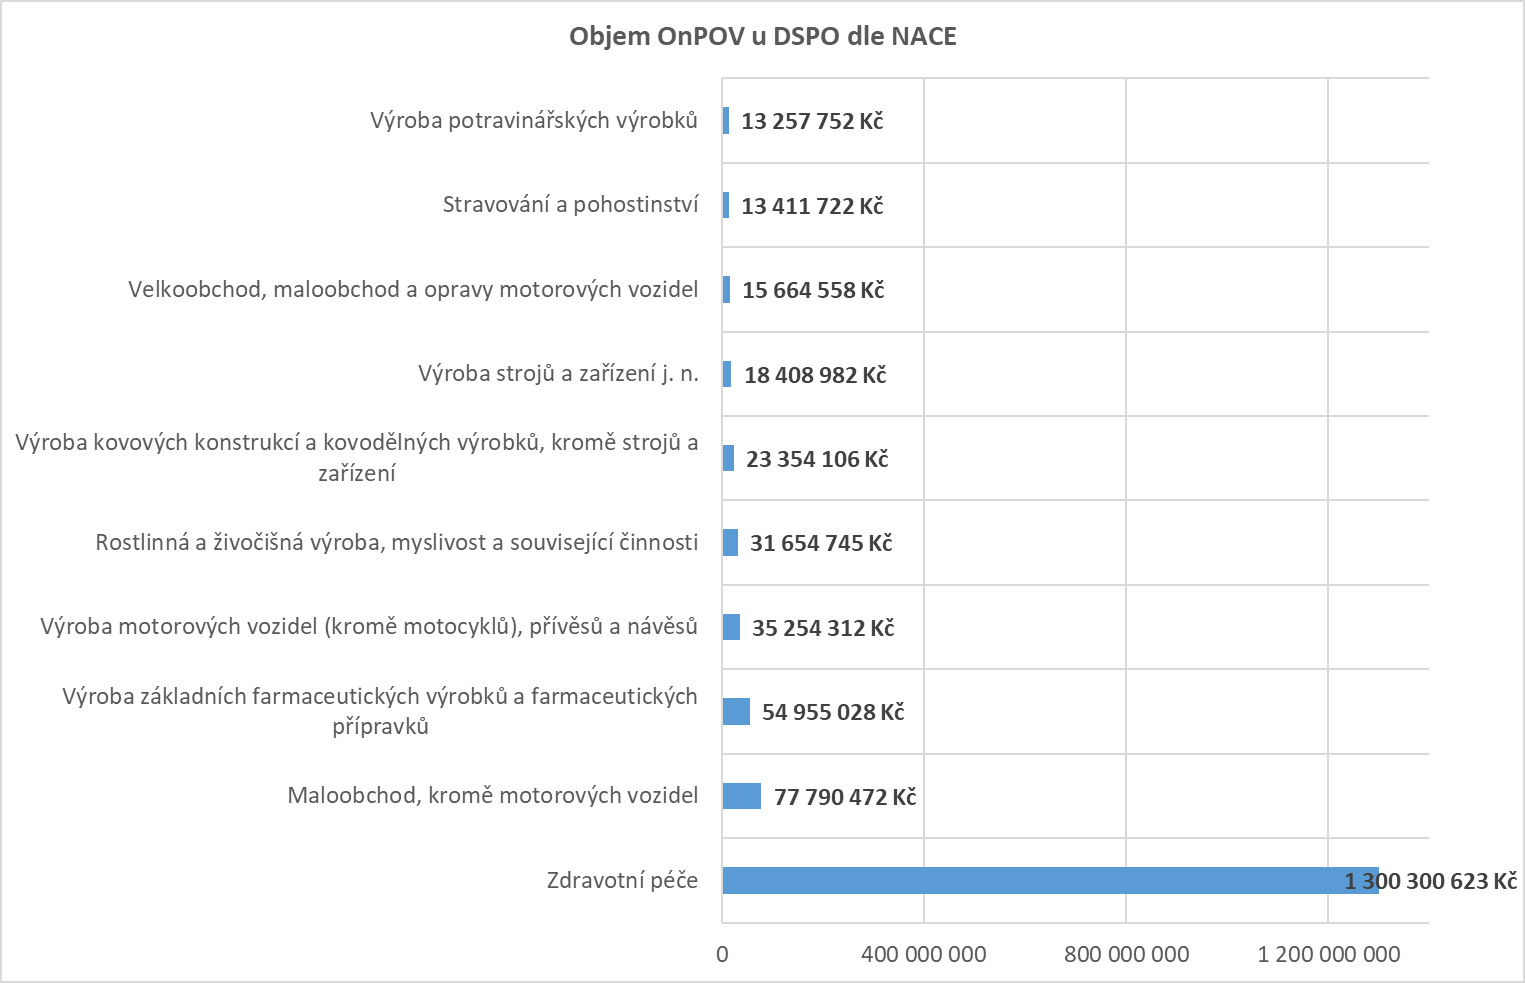 Objem OnPOV u DSPO dle NACE
Výroba potravinářských výrobků
13 257 752 Kč
Stravování a pohostinství
13 411 722 Kč
Velkoobchod, maloobchod a opravy motorových vozidel
15 664 558 Kč
Výroba strojů a zařízení j. n.
18 408 982 Kč
Výroba kovových konstrukcí a kovodělných výrobků, kromě strojů a
zařízení
23 354 106 Kč
Rostlinná a živočišná výroba, myslivost a související činnosti
31 654 745 Kč
Výroba motorových vozidel (kromě motocyklů), přívěsů a návěsů
35 254 312 Kč
Výroba základních farmaceutických výrobků a farmaceutických
přípravků
54 955 028 Kč
Maloobchod, kromě motorových vozidel
77 790 472 Kč
Zdravotní péče
1 300 300 623 Kč
0
400 000 000
800 000 000
1 200 000 000